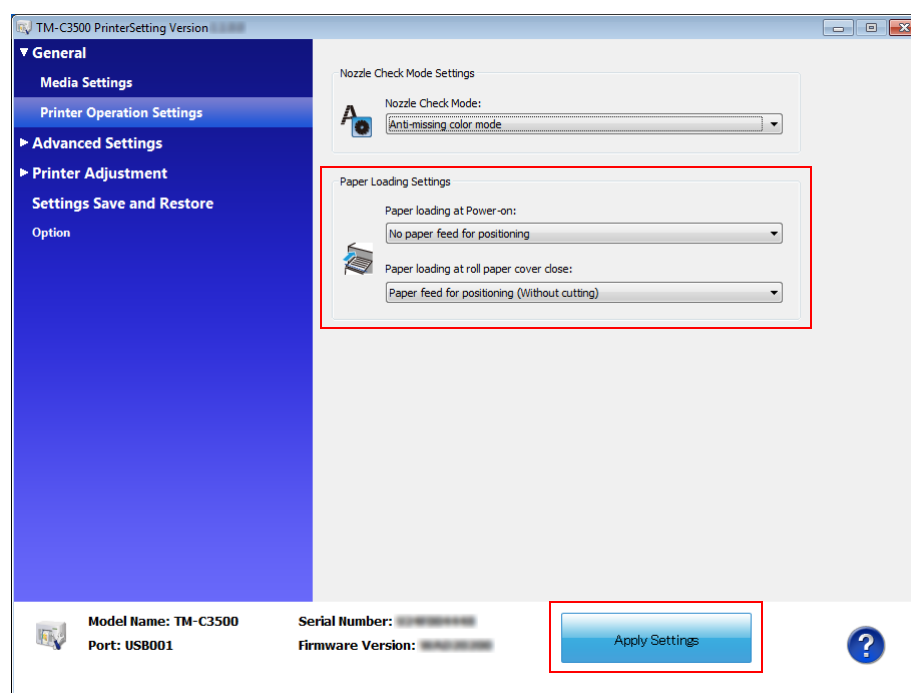 TM-C3500 PrinterSetting Version
General
Media Settings
Printer Operation Settings
Advanced Settings
Printer Adjustment
Settings Save and Restore
Option
Nozzle Check Mode Settings
Nozzle Check Mode:
Anti-missing color mode
Paper Loading Settings
Paper loading at Power-on:
No paper feed for positioning
Paper loading at roll paper cover close:
Paper feed for positioning (Without cutting)
Model Name: TM-C3500
Port: USB001
Serial Number:
Firmware Version:
Apply Settings
?